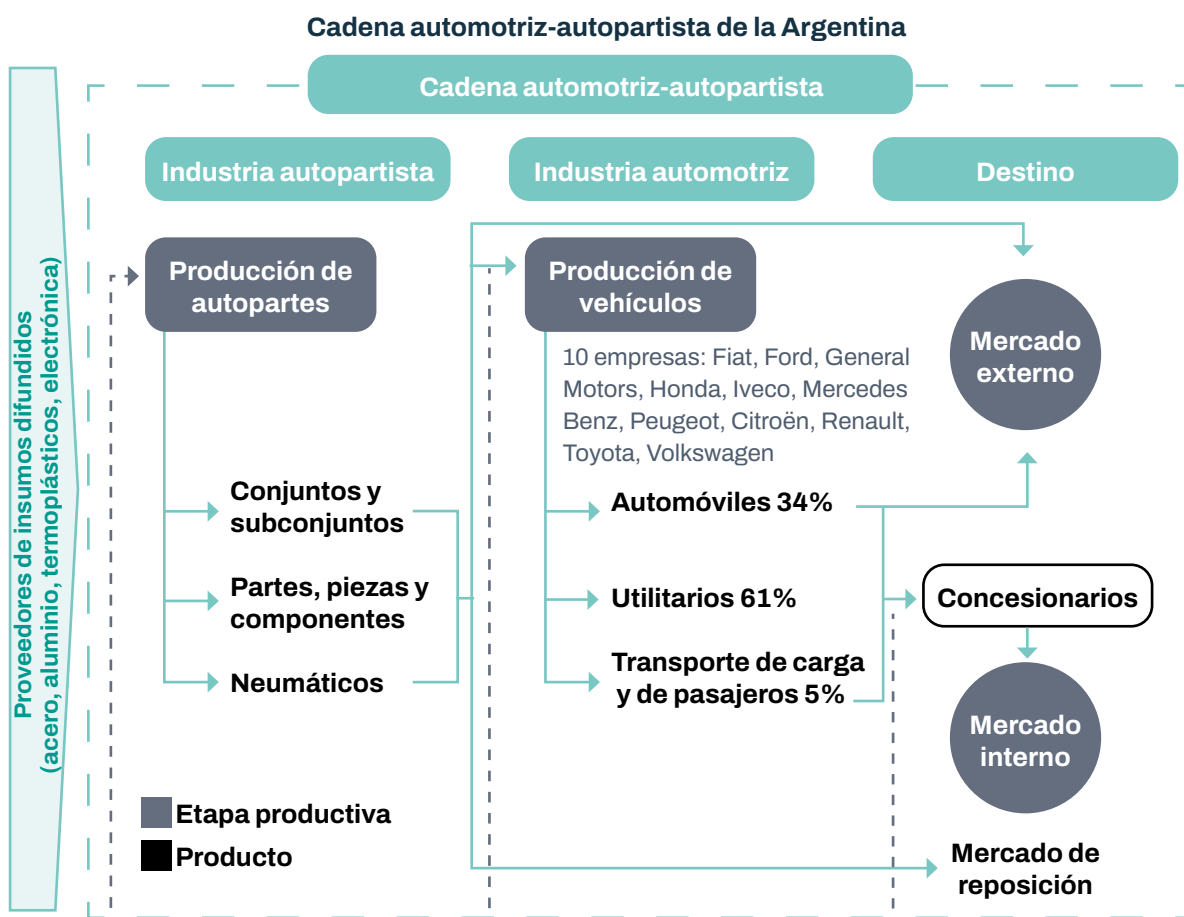 Cadena automotriz-autopartista de la Argentina
Cadena automotriz-autopartista
Industria autopartista
Industria automotriz
Destino
Proveedores de insumos difundidos
(acero, aluminio, termoplásticos, electrónica)
Producción de
autopartes
Conjuntos y
subconjuntos
Partes, piezas y
componentes
Neumáticos
Producción de
vehículos
10 empresas: Fiat, Ford, General
Motors, Honda, Iveco, Mercedes
Benz, Peugeot, Citroën, Renault,
Toyota, Volkswagen
Automóviles 34%
Utilitarios 61%
Transporte de carga
y de pasajeros 5%
Mercado
externo
Concesionarios
Mercado
interno
Mercado de
reposición
Etapa productiva
Producto